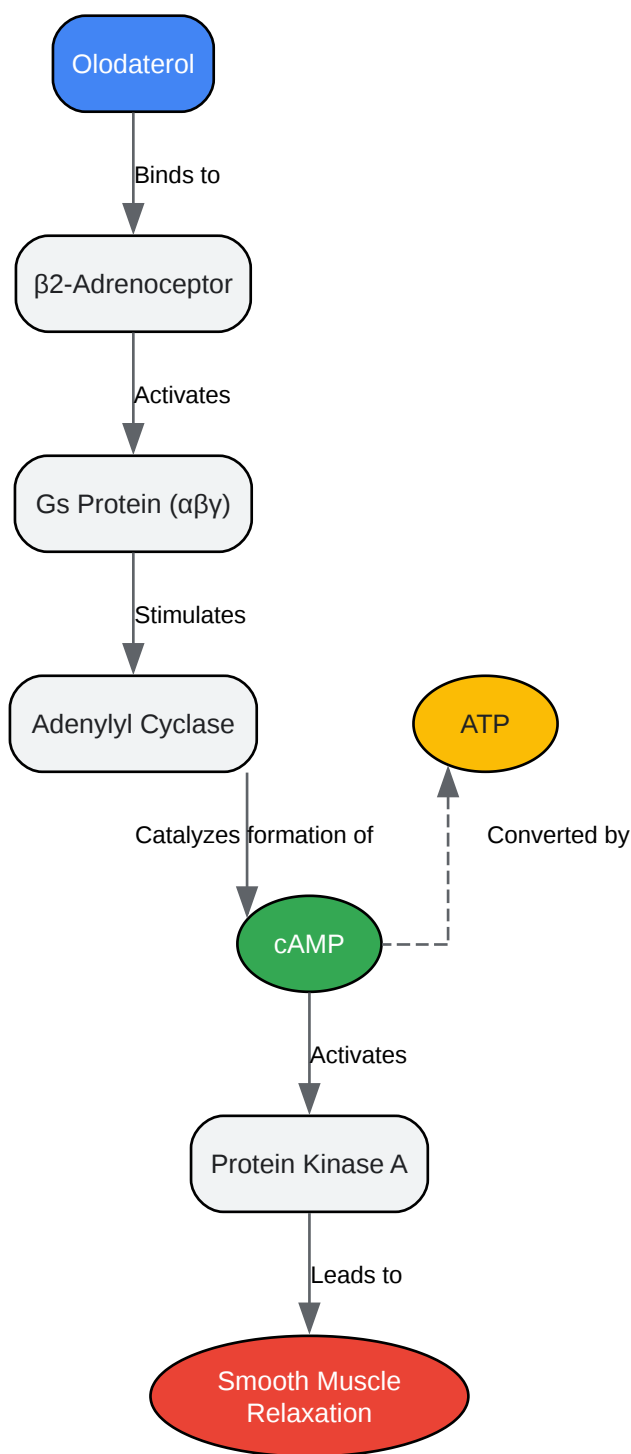 Olodaterol
Binds to
β2-Adrenoceptor
Activates
Gs Protein (αβγ)
Stimulates
Adenylyl Cyclase
ATP
Catalyzes formation of
Converted by
cAMP
Activates
Protein Kinase A
Leads to
Smooth Muscle
Relaxation